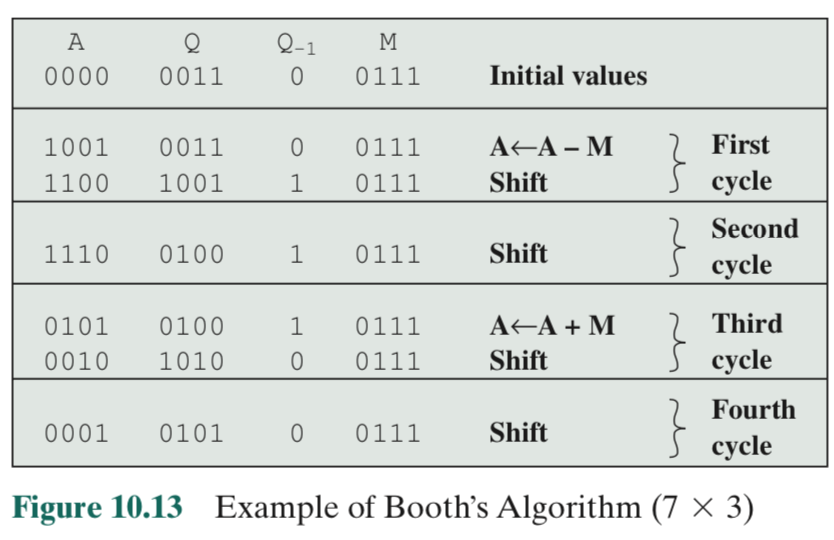 A Q Q₋₁ M
0000 0011 0 0111 Initial values
1001 0011 0 0111 A←A – M First
1100 1001 1 0111 Shift cycle
Second
1110 0100 1 0111 Shift
cycle
0101 0100 1 0111 A←A + M Third
0010 1010 0 0111 Shift cycle
Fourth
0001 0101 0 0111 Shift
cycle
Figure 10.13 Example of Booth's Algorithm (7 × 3)